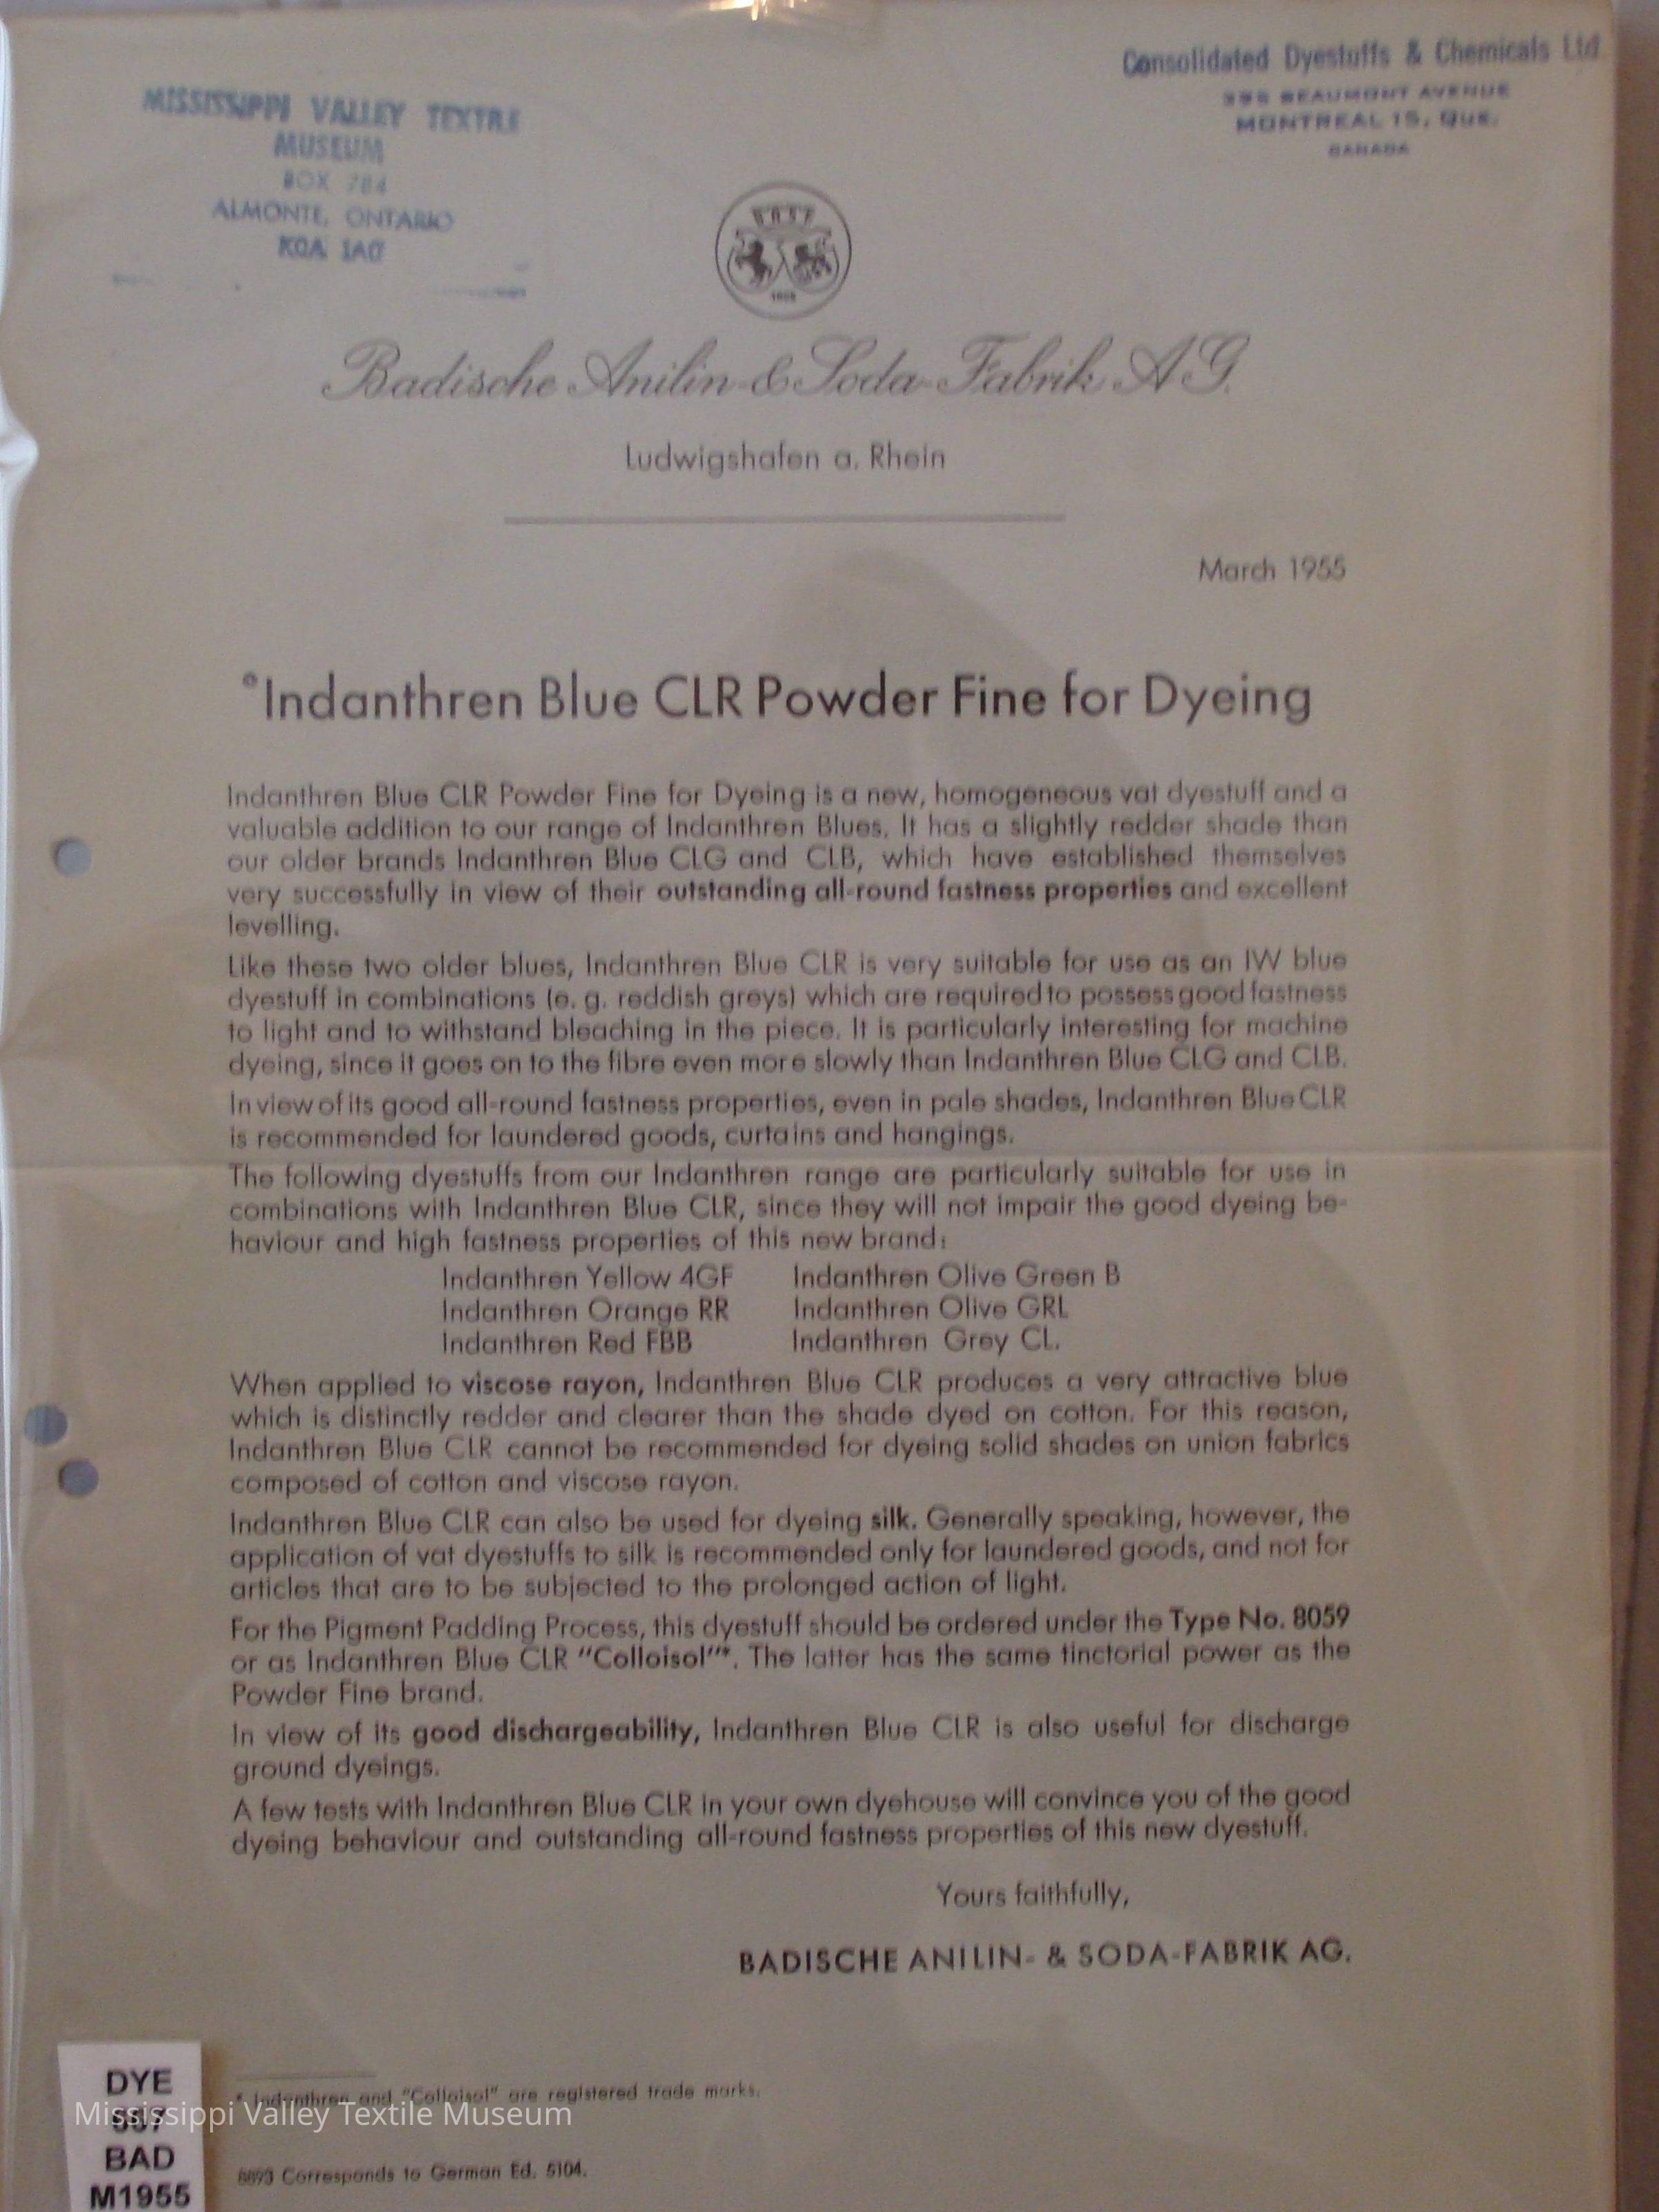 Consolidated Dyestuffs & Chemicals Ltd
BEAUMONT AVENUE
MONTREAL 15, QUE.
CANADA
MISSISSIPPI VALLEY TEXTILE
MUSEUM
BOX 784
ALMONTE, ONTARIO
K0A 1A0
BASF
Badische Anilin- & Soda-Fabrik AG.
Ludwigshafen a. Rhein
March 1955
*Indanthren Blue CLR Powder Fine for Dyeing
Indanthren Blue CLR Powder Fine for Dyeing is a new, homogeneous vat dyestuff and a
valuable addition to our range of Indanthren Blues. It has a slightly redder shade than
our older brands Indanthren Blue CLG and CLB, which have established themselves
very successfully in view of their outstanding all-round fastness properties and excellent
levelling.
Like these two older blues, Indanthren Blue CLR is very suitable for use as an IW blue
dyestuff in combinations (e. g. reddish greys) which are required to possess good fastness
to light and to withstand bleaching in the piece. It is particularly interesting for machine
dyeing, since it goes on to the fibre even more slowly than Indanthren Blue CLG and CLB.
In view of its good all-round fastness properties, even in pale shades, Indanthren Blue CLR
is recommended for laundered goods, curtains and hangings.
The following dyestuffs from our Indanthren range are particularly suitable for use in
combinations with Indanthren Blue CLR, since they will not impair the good dyeing be-
haviour and high fastness properties of this new brand:
Indanthren Yellow 4GF Indanthren Olive Green B
Indanthren Orange RR Indanthren Olive GRL
Indanthren Red FBB Indanthren Grey CL.
When applied to viscose rayon, Indanthren Blue CLR produces a very attractive blue
which is distinctly redder and clearer than the shade dyed on cotton. For this reason,
Indanthren Blue CLR cannot be recommended for dyeing solid shades on union fabrics
composed of cotton and viscose rayon.
Indanthren Blue CLR can also be used for dyeing silk. Generally speaking, however, the
application of vat dyestuffs to silk is recommended only for laundered goods, and not for
articles that are to be subjected to the prolonged action of light.
For the Pigment Padding Process, this dyestuff should be ordered under the Type No. 8059
or as Indanthren Blue CLR "Colloisol"*. The latter has the same tinctorial power as the
Powder Fine brand.
In view of its good dischargeability, Indanthren Blue CLR is also useful for discharge
ground dyeings.
A few tests with Indanthren Blue CLR in your own dyehouse will convince you of the good
dyeing behaviour and outstanding all-round fastness properties of this new dyestuff.
Yours faithfully,
BADISCHE ANILIN- & SODA-FABRIK AG.
* Indanthren and "Colloisol" are registered trade marks.
Corresponds to German Ed. 5104.
DYE
BAD
M1955
Mississippi Valley Textile Museum